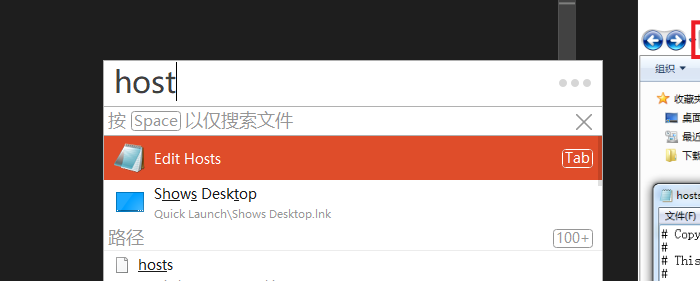 host
按 Space 以仅搜索文件
Edit Hosts Tab
Shows Desktop
Quick Launch\Shows Desktop.lnk
路径 100+
hosts
组织
收藏夹
桌面
最近
下载
hosts
文件(F)
# Copy
#
# This
#